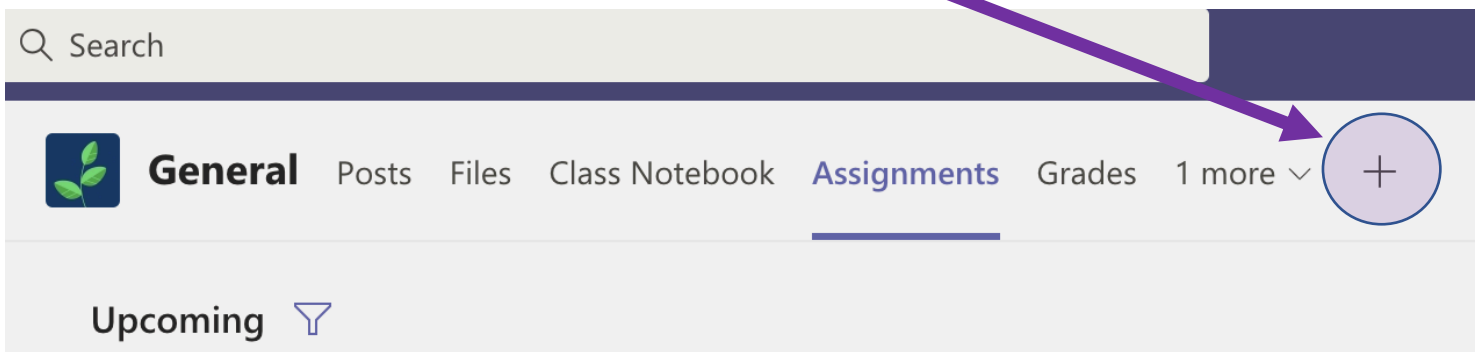 Search
General Posts Files Class Notebook Assignments Grades 1 more +
Upcoming